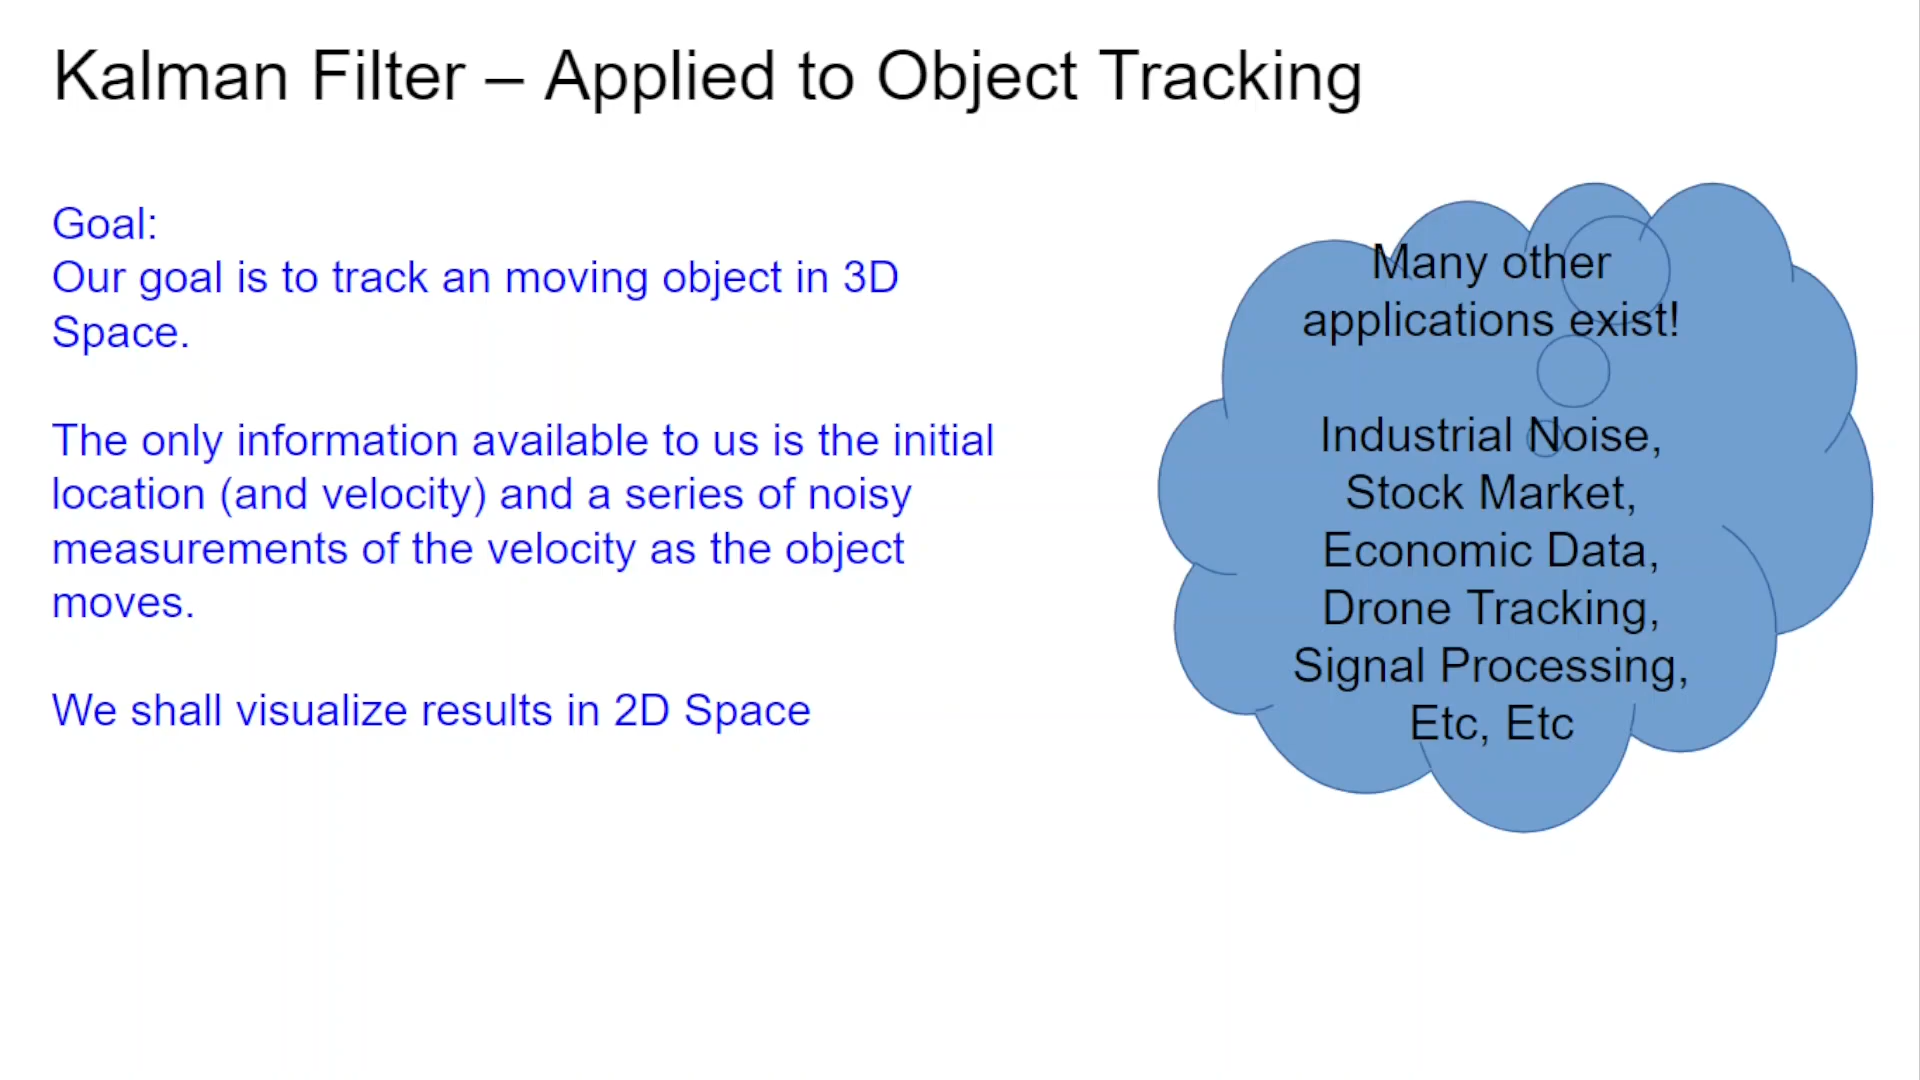 Kalman Filter – Applied to Object Tracking
Goal:
Our goal is to track an moving object in 3D
Space.
The only information available to us is the initial
location (and velocity) and a series of noisy
measurements of the velocity as the object
moves.
We shall visualize results in 2D Space
Many other
applications exist!
Industrial Noise,
Stock Market,
Economic Data,
Drone Tracking,
Signal Processing,
Etc, Etc